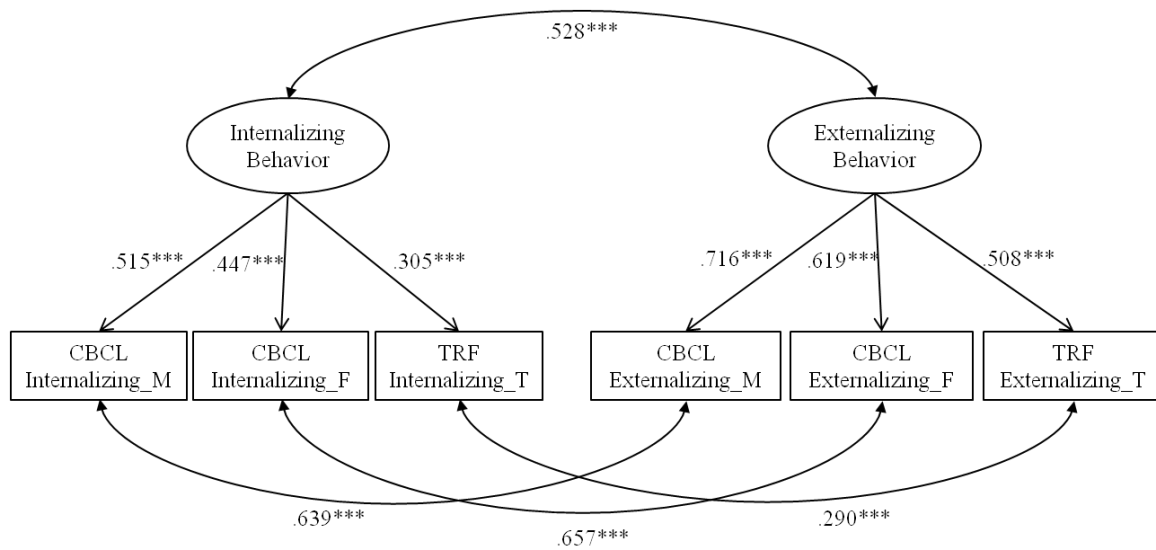 .528***
Internalizing
Behavior
Externalizing
Behavior
.515***
.447***
.305***
.716***
.619***
.508***
CBCL
Internalizing_M
CBCL
Internalizing_F
TRF
Internalizing_T
CBCL
Externalizing_M
CBCL
Externalizing_F
TRF
Externalizing_T
.639***
.657***
.290***